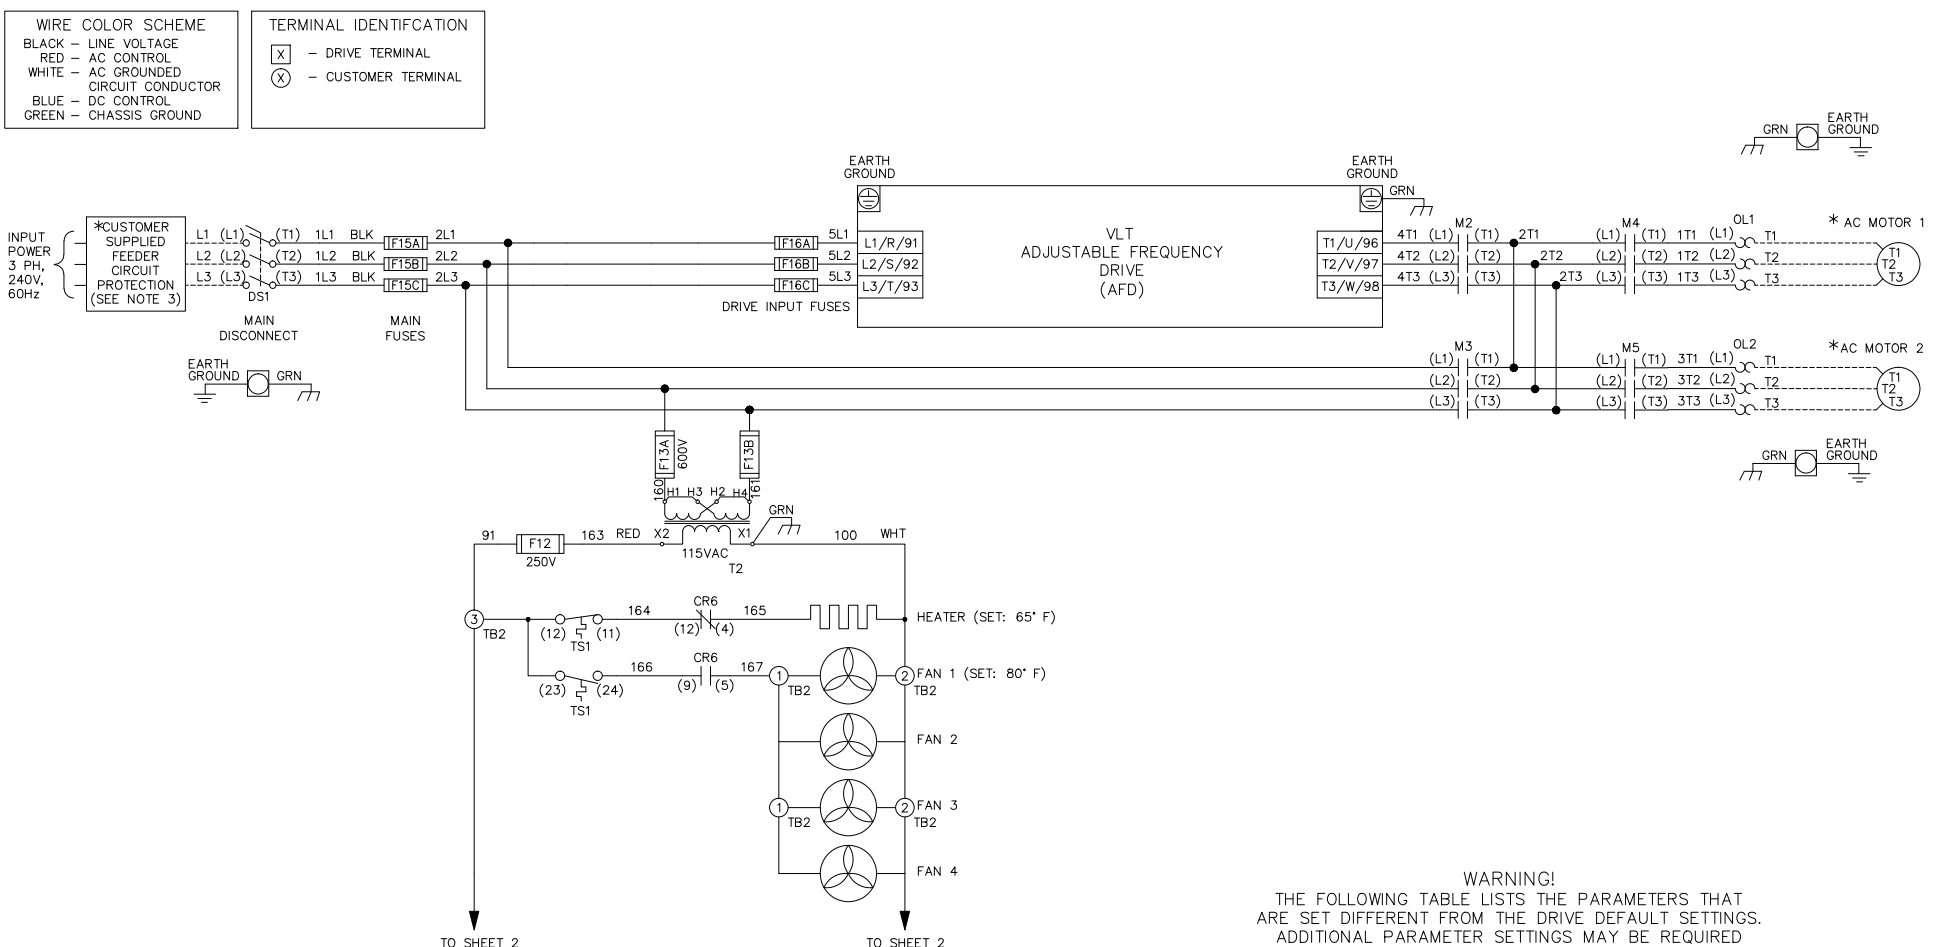 WIRE COLOR SCHEME
BLACK – LINE VOLTAGE
RED – AC CONTROL
WHITE – AC GROUNDED
CIRCUIT CONDUCTOR
BLUE – DC CONTROL
GREEN – CHASSIS GROUND
TERMINAL IDENTIFCATION
X – DRIVE TERMINAL
X – CUSTOMER TERMINAL
GRN
EARTH
GROUND
EARTH
GROUND
EARTH
GROUND
GRN
INPUT
POWER
3 PH,
240V,
60Hz
*CUSTOMER
SUPPLIED
FEEDER
CIRCUIT
PROTECTION
(SEE NOTE 3)
L1 (L1) (T1) 1L1 BLK F15A 2L1
L2 (L2) (T2) 1L2 BLK F15B 2L2
L3 (L3) (T3) 1L3 BLK F15C 2L3
DS1
MAIN
DISCONNECT
MAIN
FUSES
F16A 5L1 L1/R/91
F16B 5L2 L2/S/92
F16C 5L3 L3/T/93
DRIVE INPUT FUSES
VLT
ADJUSTABLE FREQUENCY
DRIVE
(AFD)
M2 M4 OL1 * AC MOTOR 1
T1/U/96 4T1 (L1) (T1) 2T1 (L1) (T1) 1T1 (L1) T1 T1
T2/V/97 4T2 (L2) (T2) 2T2 (L2) (T2) 1T2 (L2) T2 T2
T3/W/98 4T3 (L3) (T3) 2T3 (L3) (T3) 1T3 (L3) T3 T3
M3 M5 OL2 *AC MOTOR 2
(L1) (T1) (L1) (T1) 3T1 (L1) T1 T1
(L2) (T2) (L2) (T2) 3T2 (L2) T2 T2
(L3) (T3) (L3) (T3) 3T3 (L3) T3 T3
EARTH
GROUND GRN
GRN
EARTH
GROUND
F13A
600V
F13B
160
161
H1 H3 H2 H4
GRN
91 F12 163 RED X2 X1 100 WHT
250V
115VAC
T2
3
TB2
(12) (11)
TS1
164
CR6
(12) (4)
165
HEATER (SET: 65° F)
(23) (24)
TS1
166
CR6
(9) (5)
167
1
TB2
2
TB2
FAN 1 (SET: 80° F)
FAN 2
1
TB2
2
TB2
FAN 3
FAN 4
TO SHEET 2
TO SHEET 2
WARNING!
THE FOLLOWING TABLE LISTS THE PARAMETERS THAT
ARE SET DIFFERENT FROM THE DRIVE DEFAULT SETTINGS.
ADDITIONAL PARAMETER SETTINGS MAY BE REQUIRED